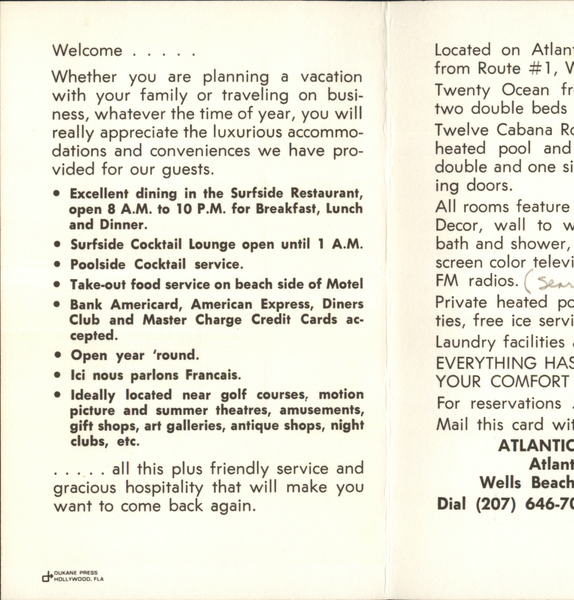 Welcome . . . . .
Whether you are planning a vacation
with your family or traveling on busi-
ness, whatever the time of year, you will
really appreciate the luxurious accommo-
dations and conveniences we have pro-
vided for our guests.
• Excellent dining in the Surfside Restaurant,
open 8 A.M. to 10 P.M. for Breakfast, Lunch
and Dinner.
• Surfside Cocktail Lounge open until 1 A.M.
• Poolside Cocktail service.
• Take-out food service on beach side of Motel
• Bank Americard, American Express, Diners
Club and Master Charge Credit Cards ac-
cepted.
• Open year 'round.
• Ici nous parlons Francais.
• Ideally located near golf courses, motion
picture and summer theatres, amusements,
gift shops, art galleries, antique shops, night
clubs, etc.
. . . . . all this plus friendly service and
gracious hospitality that will make you
want to come back again.
DUKANE PRESS
HOLLYWOOD, FLA
Located on
from Route #1,
Twenty Ocean
two double beds
Twelve Cabana
heated pool and
double and one
ing doors.
All rooms feature
Decor, wall to
bath and shower,
screen color
FM radios.
Private heated
ties, free ice
Laundry facilities
EVERYTHING HAS
YOUR COMFORT
For reservations .
Mail this card
Wells Beach
Dial (207)